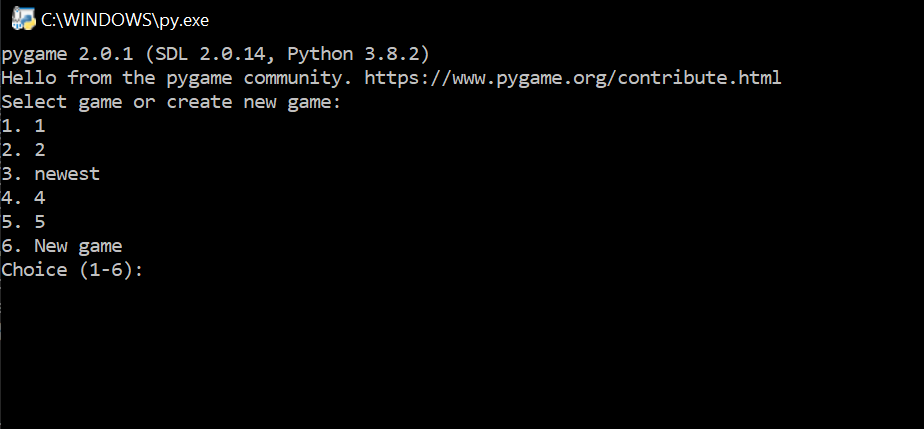 C:\WINDOWS\py.exe
pygame 2.0.1 (SDL 2.0.14, Python 3.8.2)
Hello from the pygame community. https://www.pygame.org/contribute.html
Select game or create new game:
1. 1
2. 2
3. newest
4. 4
5. 5
6. New game
Choice (1-6):